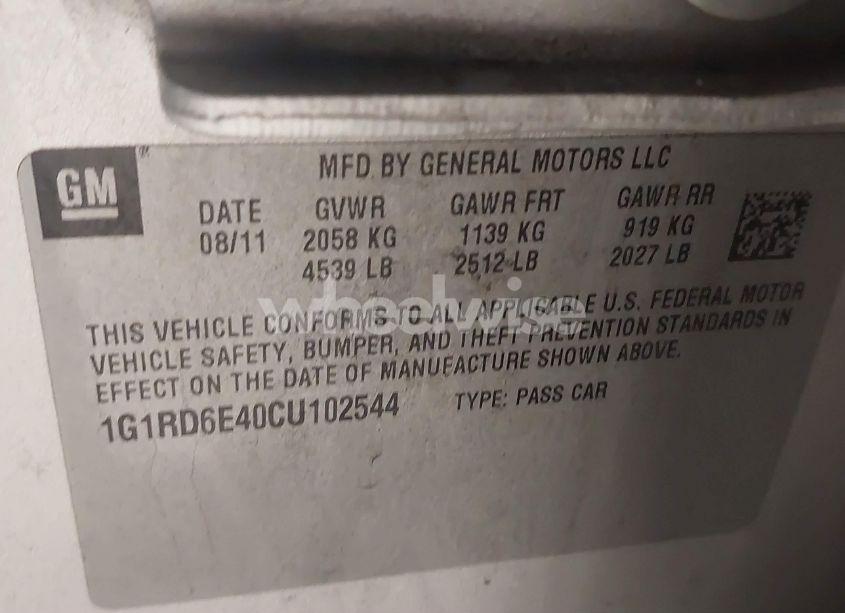 GM
MFD BY GENERAL MOTORS LLC
DATE GVWR GAWR FRT GAWR RR
08/11 2058 KG 1139 KG 919 KG
4539 LB 2512 LB 2027 LB
wheelwise
THIS VEHICLE CONFORMS TO ALL APPLICABLE U.S. FEDERAL MOTOR
VEHICLE SAFETY, BUMPER, AND THEFT PREVENTION STANDARDS IN
EFFECT ON THE DATE OF MANUFACTURE SHOWN ABOVE.
1G1RD6E40CU102544 TYPE: PASS CAR